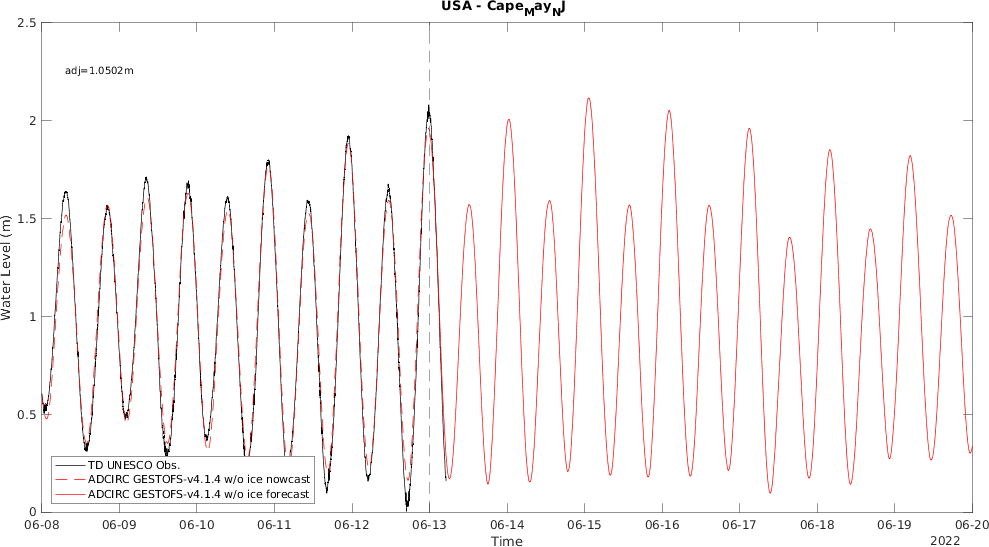 USA - Cape_May_NJ
adj=1.0502m
2.5
2
1.5
1
0.5
0
Water Level (m)
TD UNESCO Obs.
ADCIRC GESTOFS-v4.1.4 w/o ice nowcast
ADCIRC GESTOFS-v4.1.4 w/o ice forecast
06-08 06-09 06-10 06-11 06-12 06-13 06-14 06-15 06-16 06-17 06-18 06-19 06-20
Time
2022